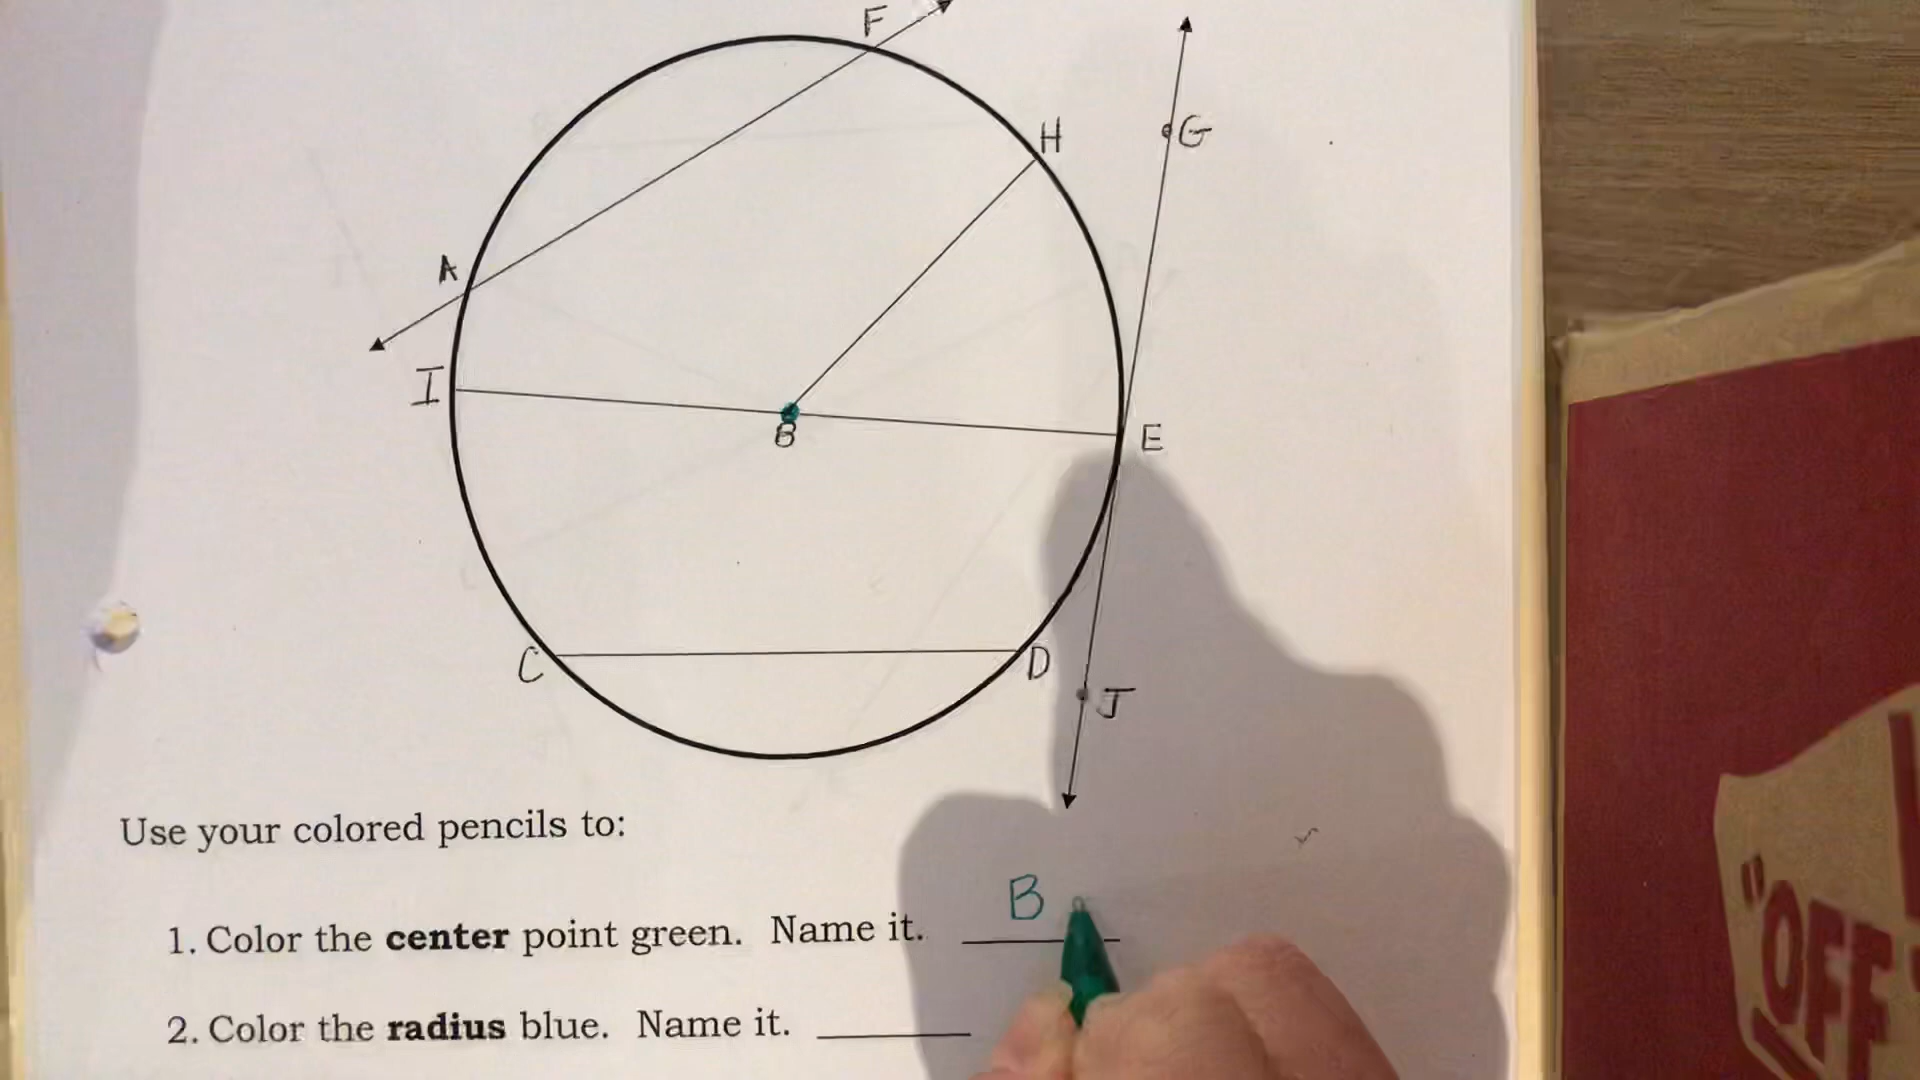 F
H
G
A
I
B
E
C
D
J
Use your colored pencils to:
1. Color the center point green. Name it. B
2. Color the radius blue. Name it.
"OFF